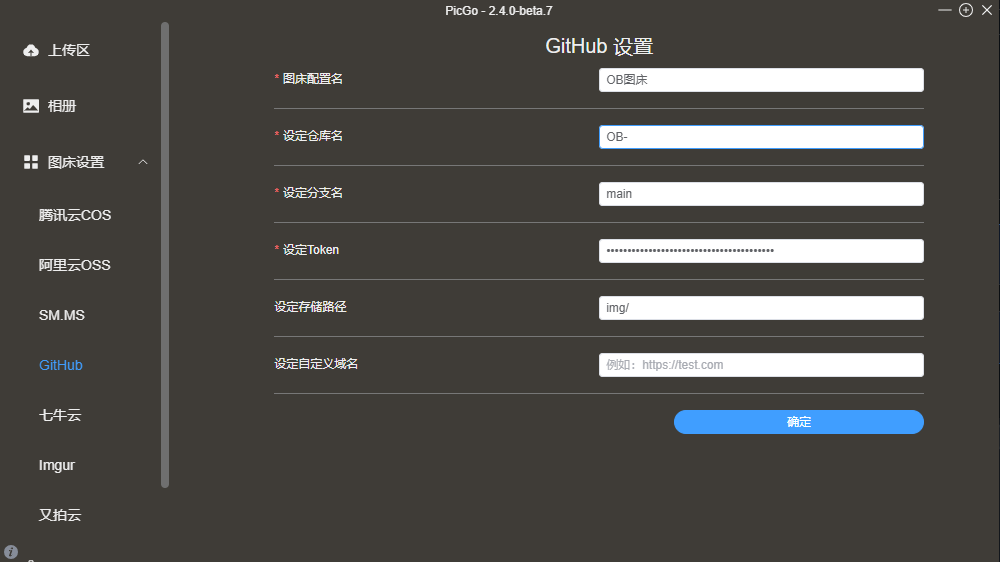 PicGo - 2.4.0-beta.7
上传区
相册
图床设置
腾讯云COS
阿里云OSS
SM.MS
GitHub
七牛云
Imgur
又拍云
GitHub 设置
* 图床配置名
OB图床
* 设定仓库名
OB-
* 设定分支名
main
* 设定Token
••••••••••••••••••••••••••••••••••••••••
设定存储路径
img/
设定自定义域名
例如：https://test.com
确定